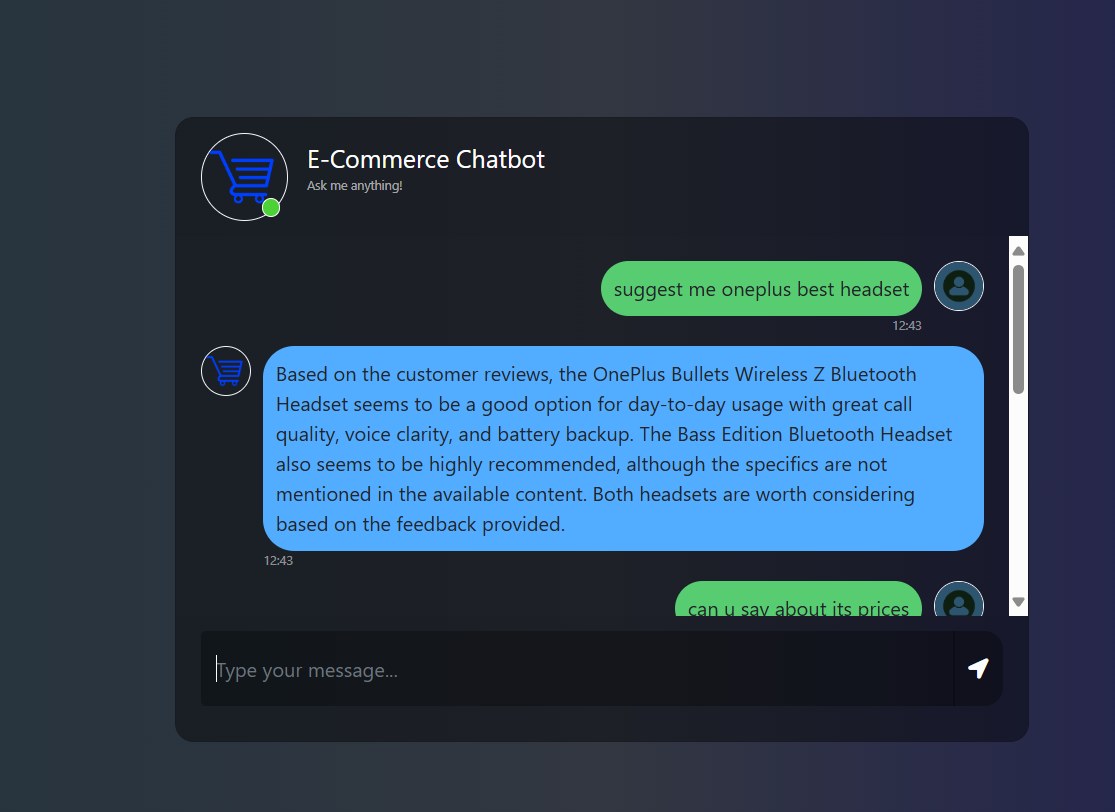 E-Commerce Chatbot
Ask me anything!
suggest me oneplus best headset
12:43
Based on the customer reviews, the OnePlus Bullets Wireless Z Bluetooth
Headset seems to be a good option for day-to-day usage with great call
quality, voice clarity, and battery backup. The Bass Edition Bluetooth Headset
also seems to be highly recommended, although the specifics are not
mentioned in the available content. Both headsets are worth considering
based on the feedback provided.
12:43
can u say about its prices
Type your message...